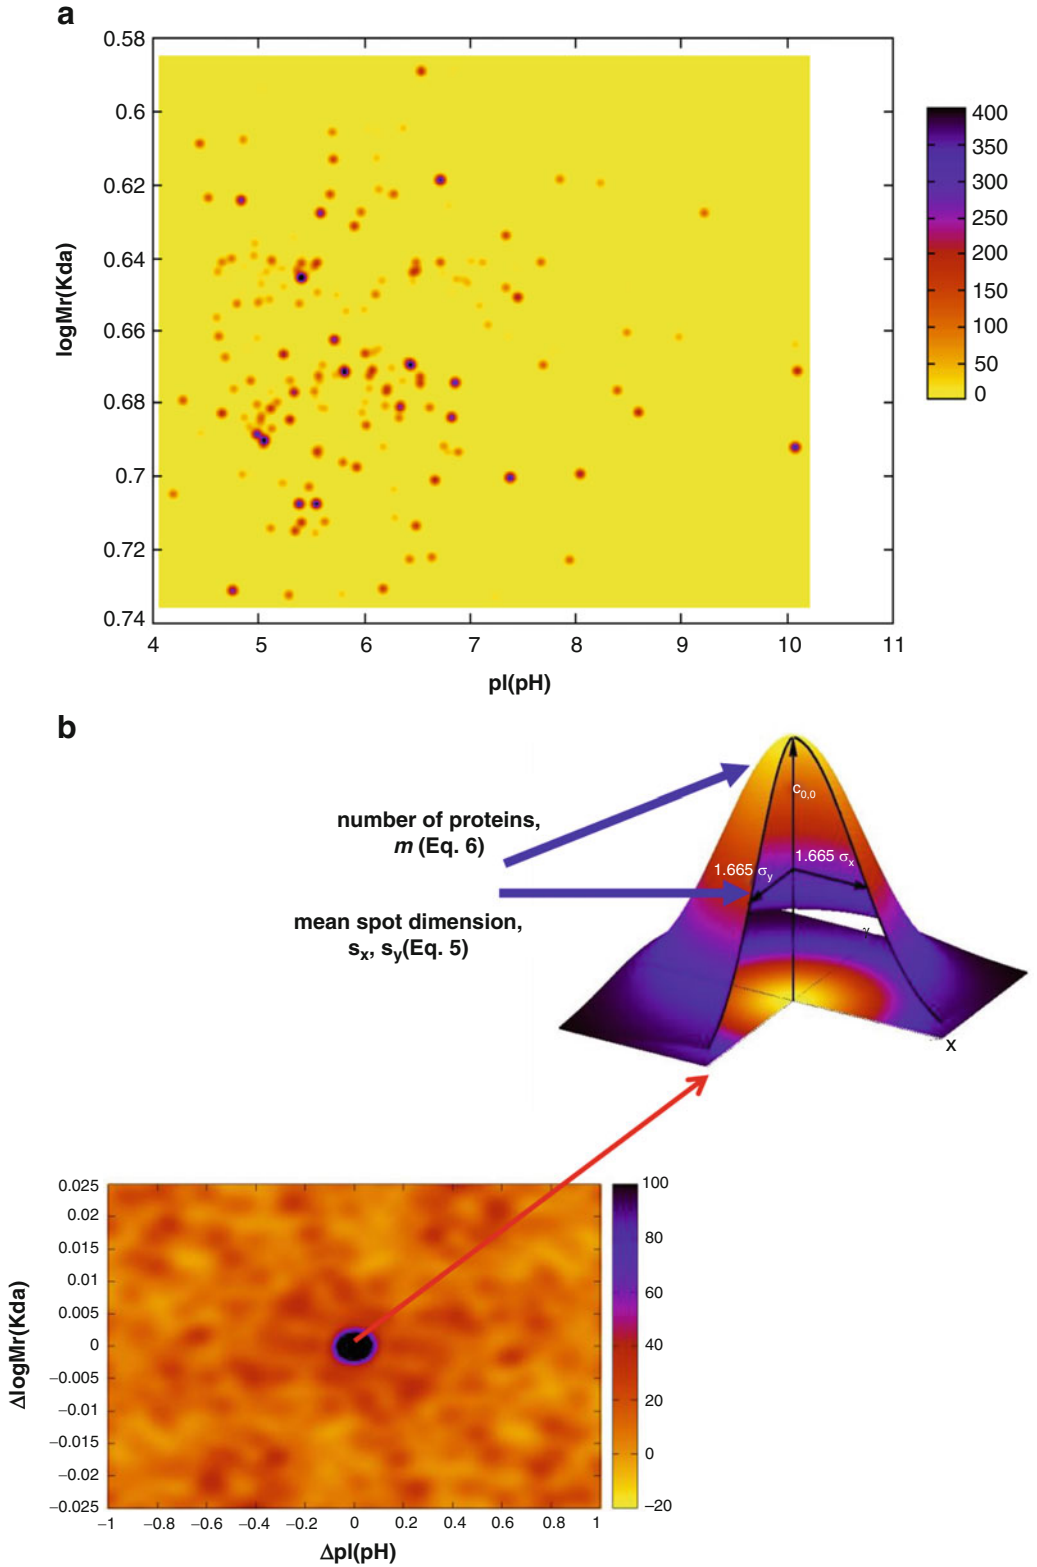 a
0.58
0.6
0.62
0.64
0.66
0.68
0.7
0.72
0.74
logMr(Kda)
4 5 6 7 8 9 10 11
pI(pH)
400
350
300
250
200
150
100
50
0
b
number of proteins,
m (Eq. 6)
mean spot dimension,
sx, sy(Eq. 5)
c0,0
1.665 σx
1.665 σy
γ
X
0.025
0.02
0.015
0.01
0.005
0
−0.005
−0.01
−0.015
−0.02
−0.025
ΔlogMr(Kda)
−1 −0.8 −0.6 −0.4 −0.2 0 0.2 0.4 0.6 0.8 1
ΔpI(pH)
100
80
60
40
20
0
−20